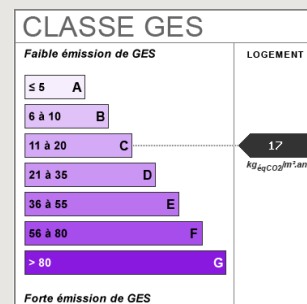 CLASSE GES
Faible émission de GES
LOGEMENT
≤ 5 A
6 à 10 B
11 à 20 C
17
kgéqCO2/m².an
21 à 35 D
36 à 55 E
56 à 80 F
> 80 G
Forte émission de GES